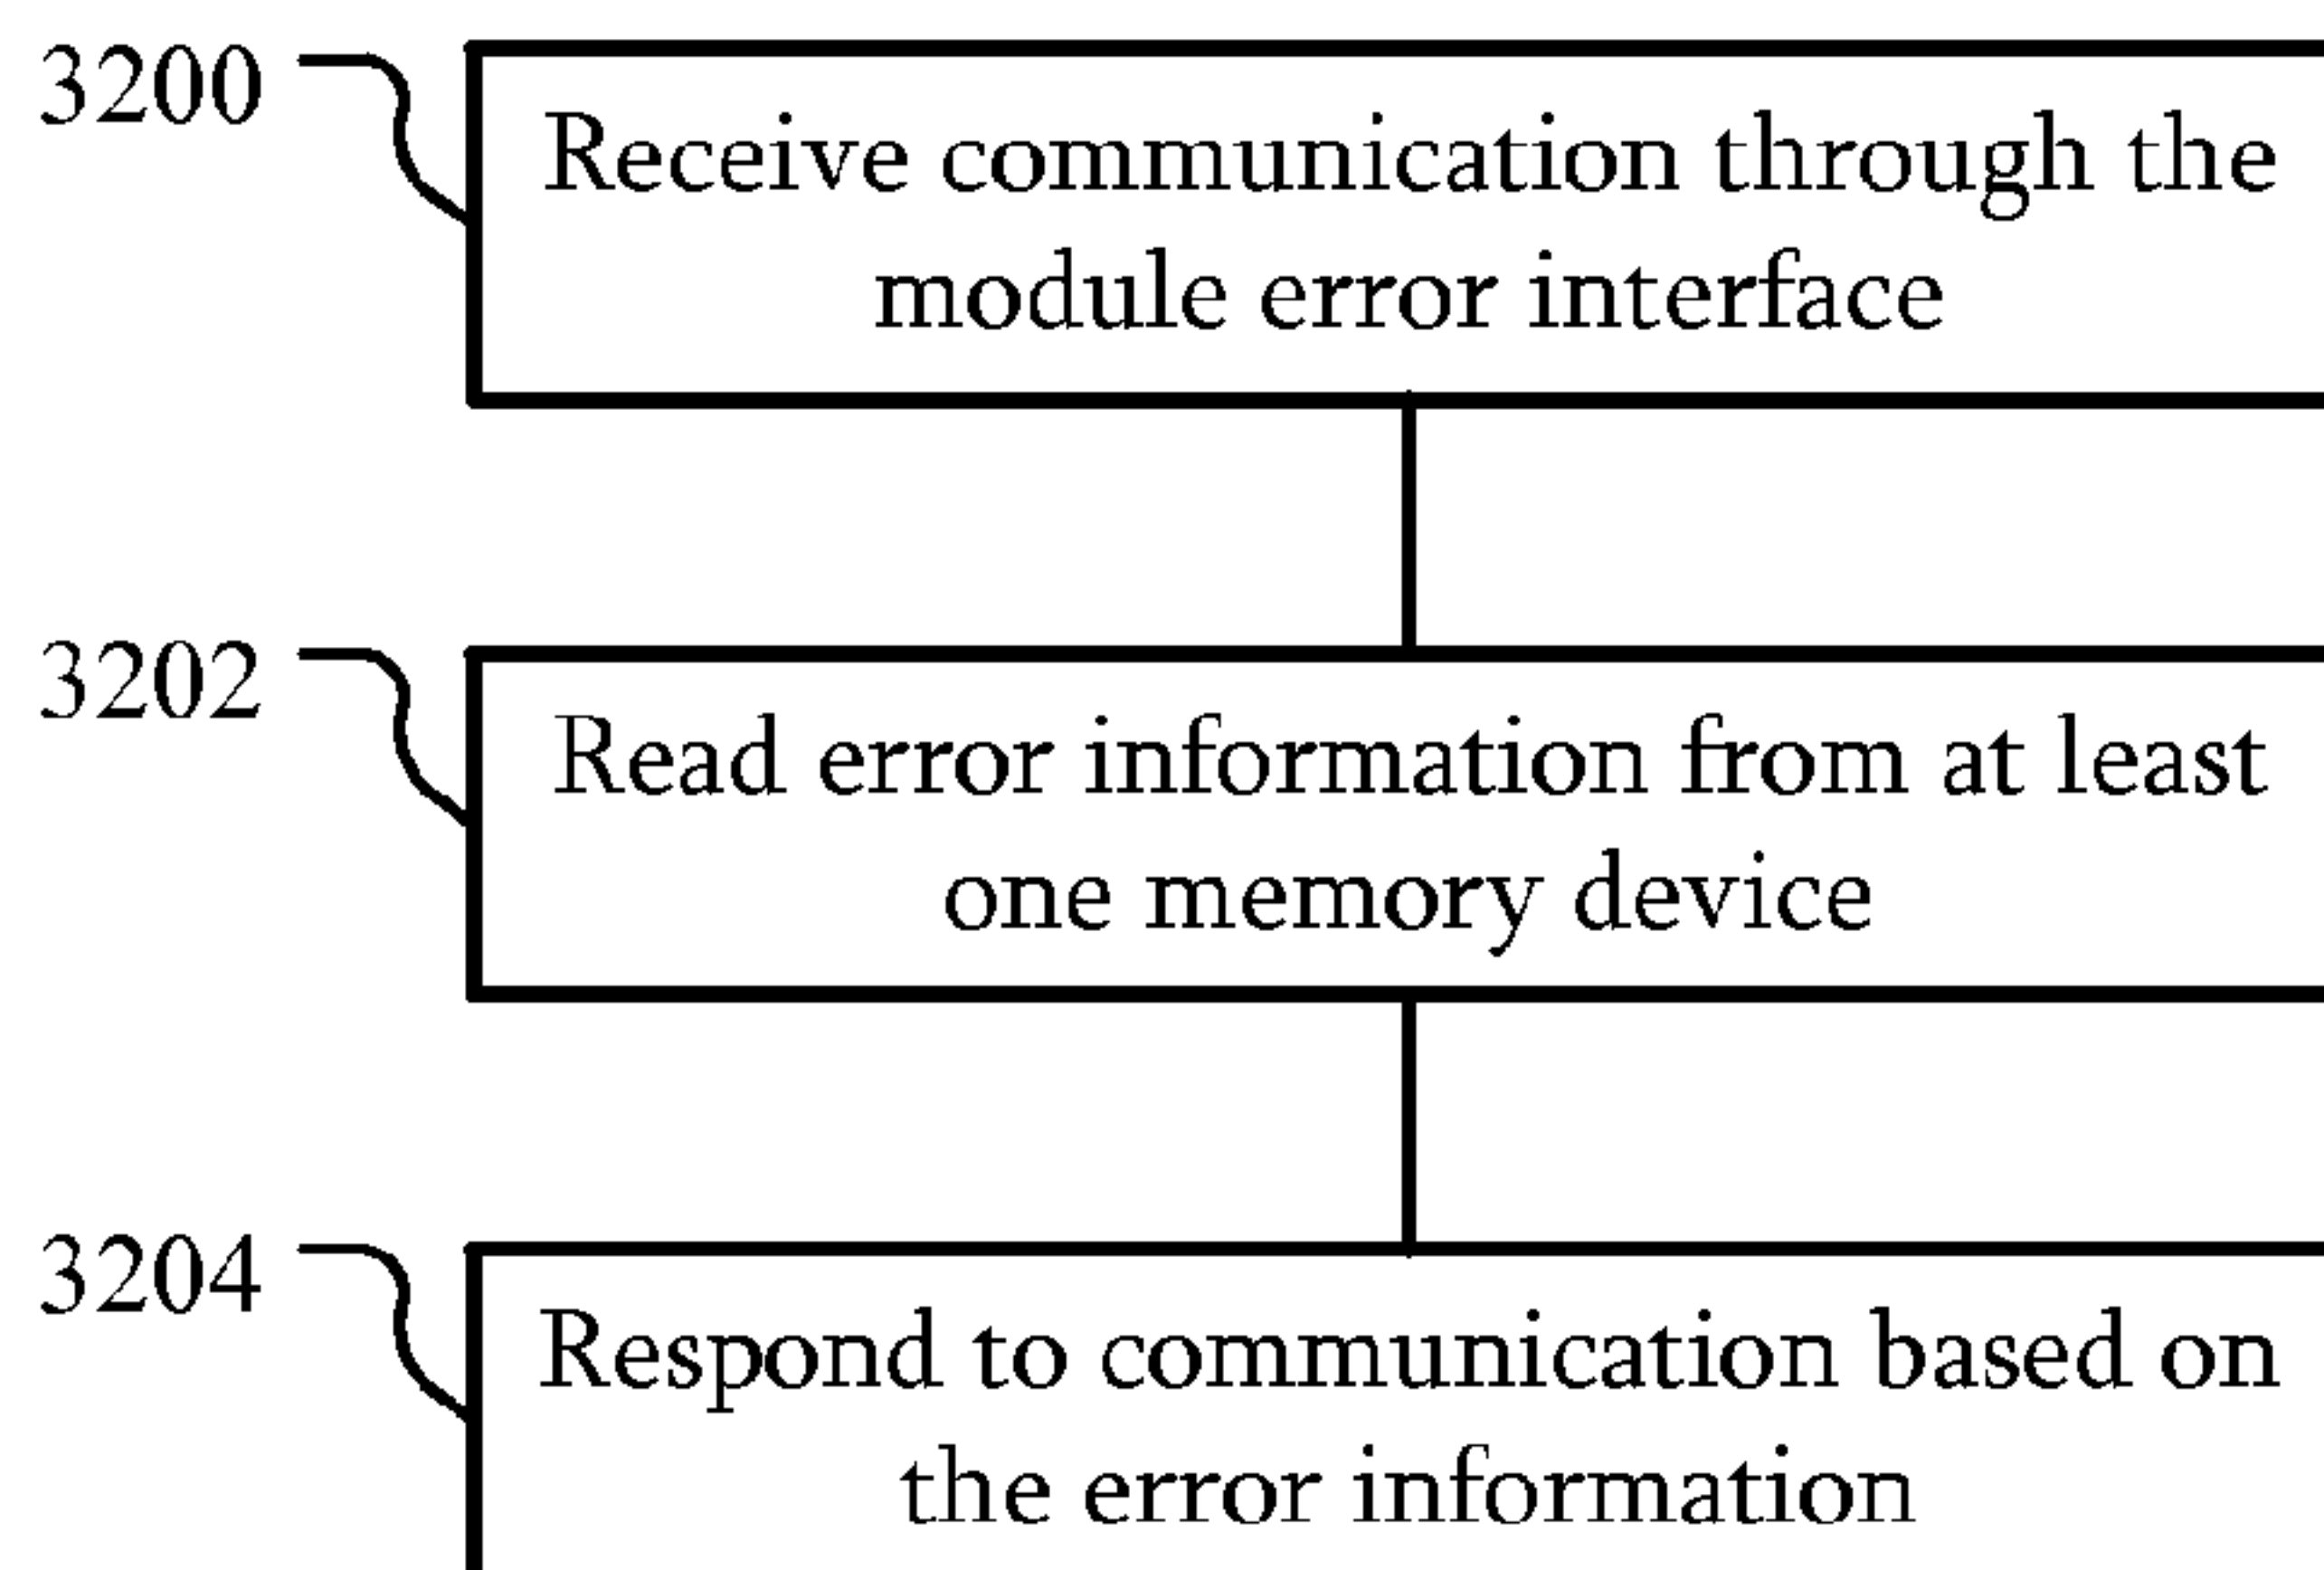 3200
Receive communication through the
module error interface
3202
Read error information from at least
one memory device
3204
Respond to communication based on
the error information